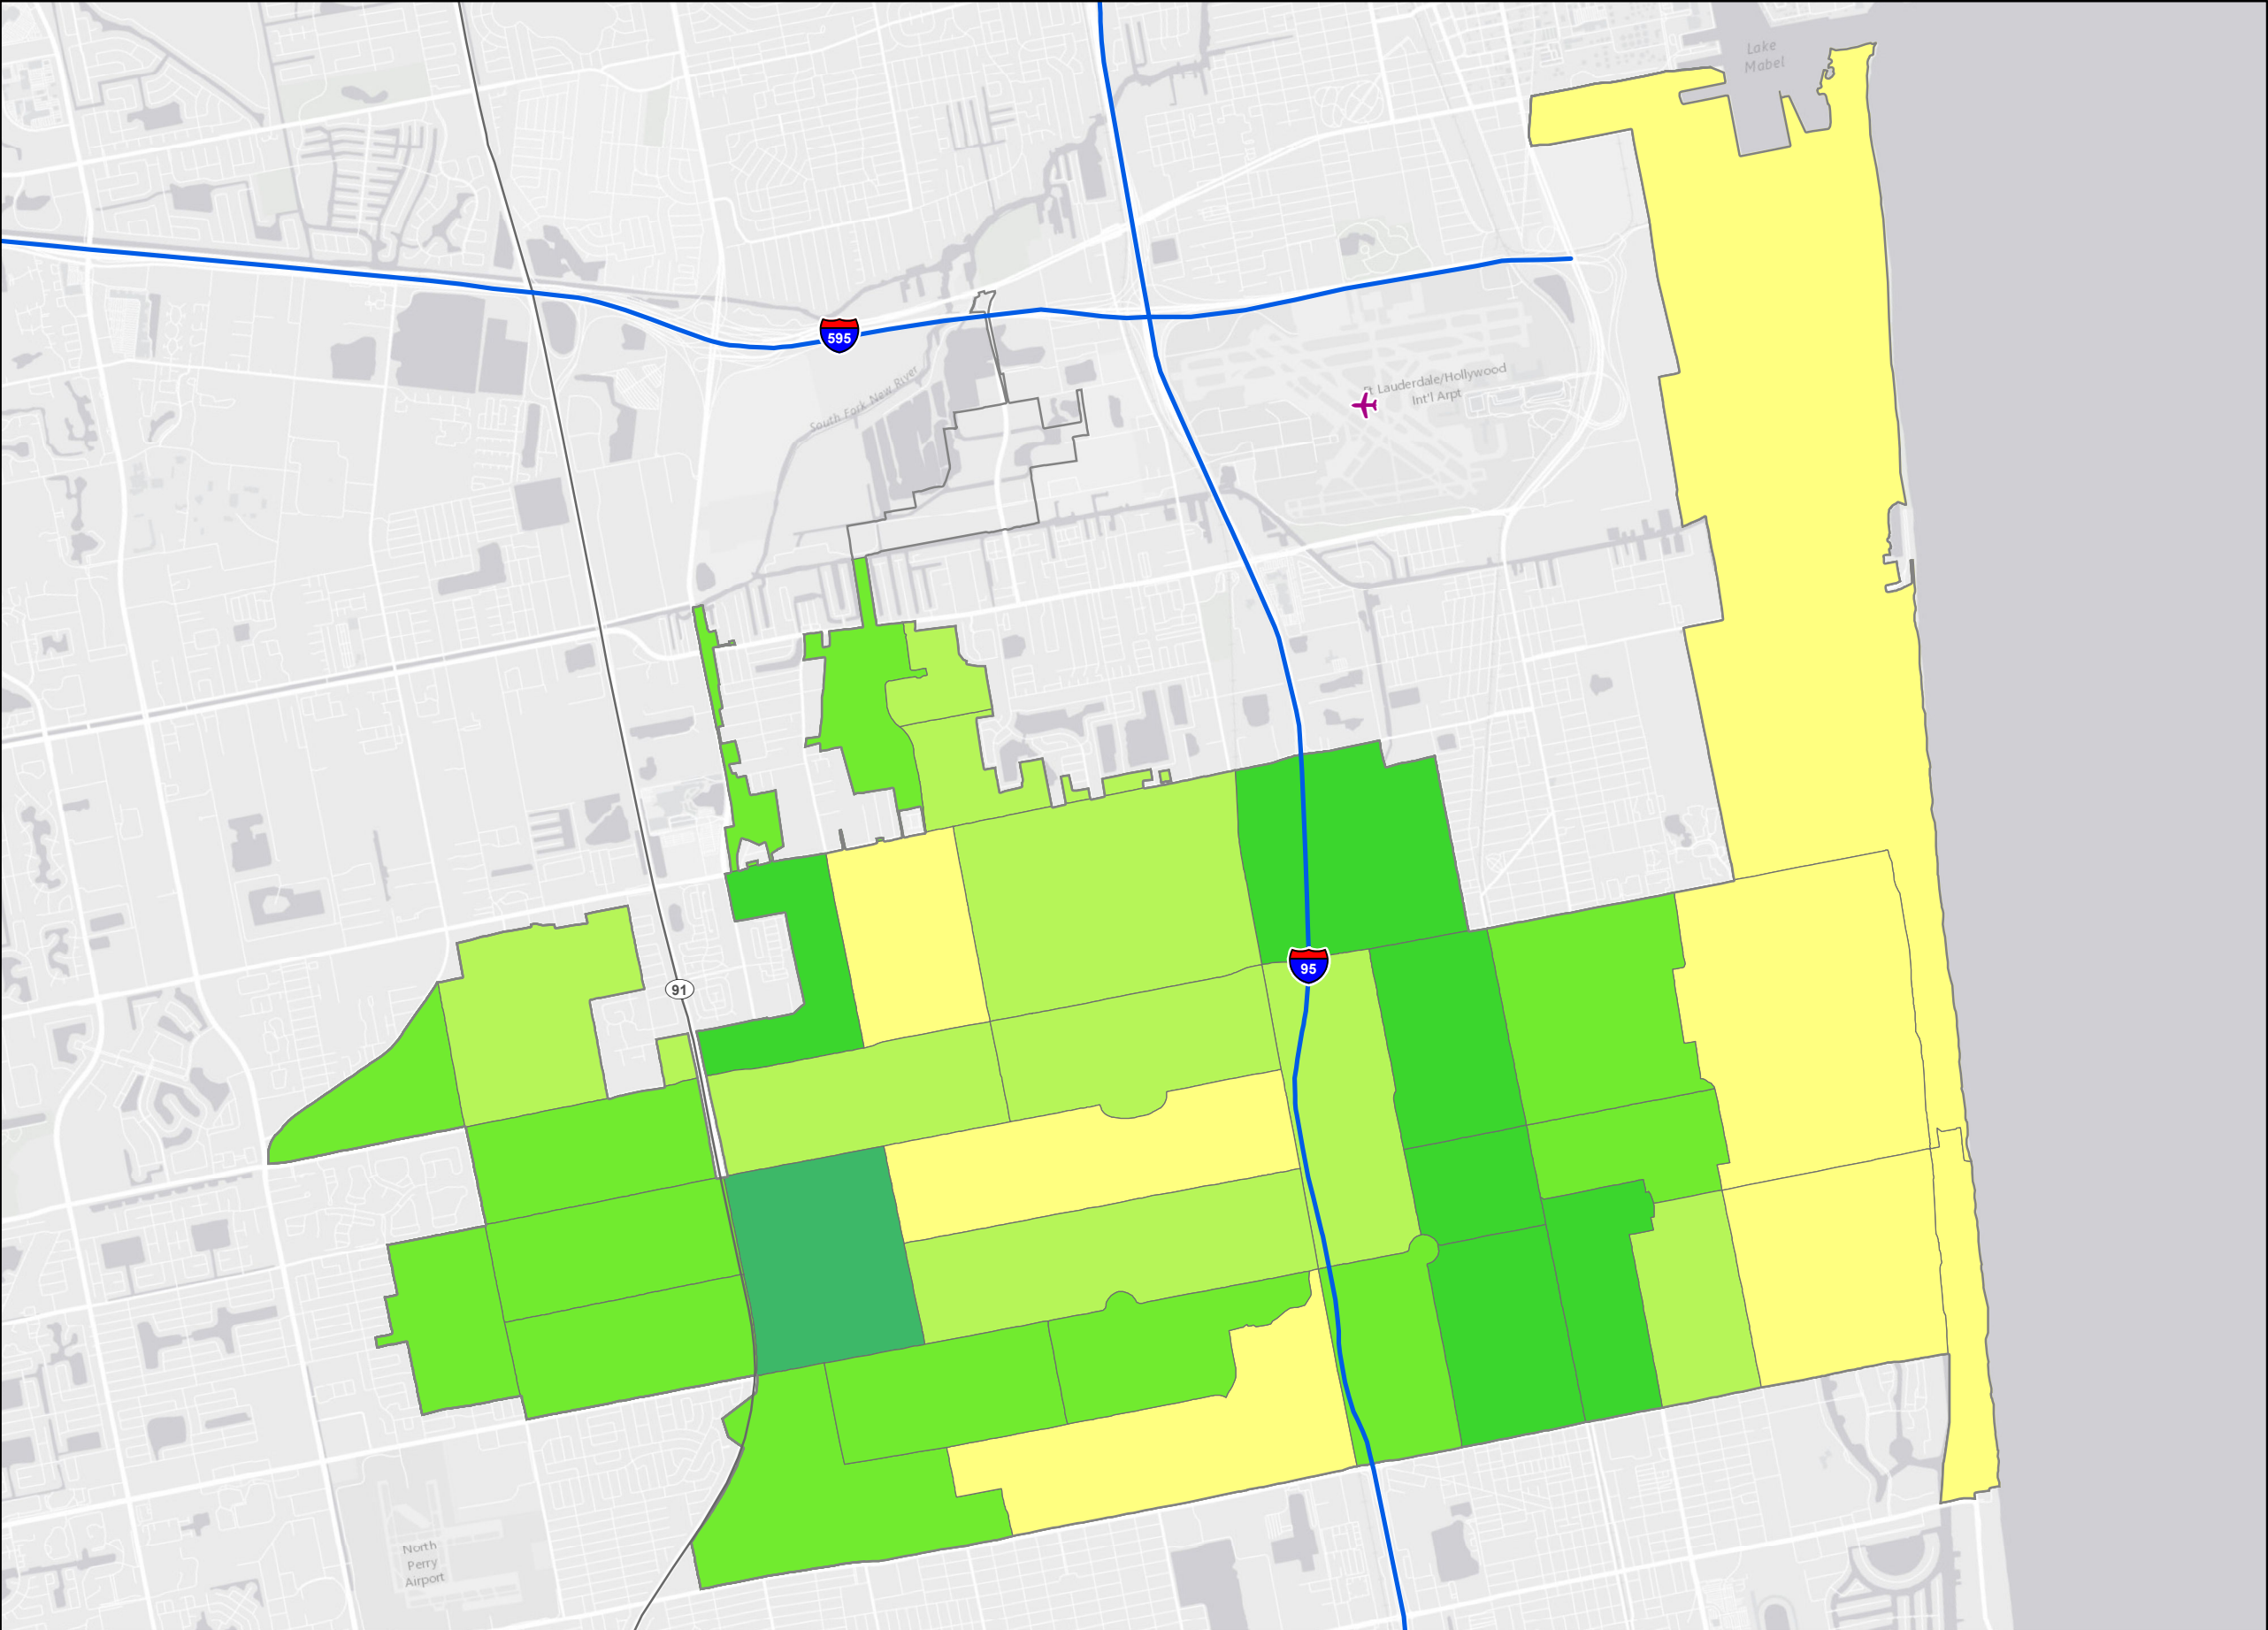 Lake
Mabel
595
South Fork New River
Ft Lauderdale/Hollywood
Int'l Arpt
95
91
North
Perry
Airport